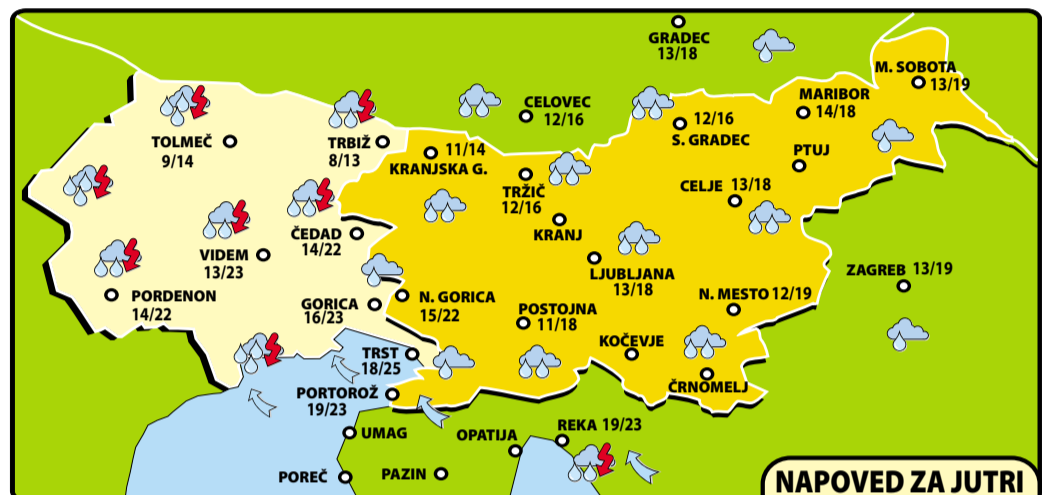 GRADEC
13/18
M. SOBOTA
13/19
MARIBOR
14/18
CELOVEC
12/16
12/16
S. GRADEC
TOLMEČ
9/14
TRBIŽ
8/13
11/14
KRANJSKA G.
PTUJ
TRŽIČ
12/16
CELJE 13/18
KRANJ
ČEDAD
14/22
VIDEM
13/23
LJUBLJANA
13/18
ZAGREB 13/19
PORDENON
14/22
GORICA
16/23
N. GORICA
15/22
N. MESTO 12/19
POSTOJNA
11/18
KOČEVJE
TRST
18/25
ČRNOMELJ
PORTOROŽ
19/23
UMAG
OPATIJA
REKA 19/23
POREČ
PAZIN
NAPOVED ZA JUTRI